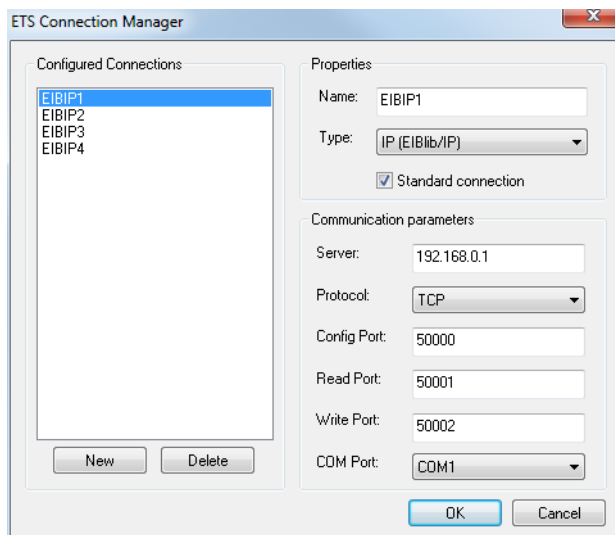 ETS Connection Manager
Configured Connections
EIBIP1
EIBIP2
EIBIP3
EIBIP4
New
Delete
Properties
Name: EIBIP1
Type: IP (EIBlib/IP)
Standard connection
Communication parameters
Server: 192.168.0.1
Protocol: TCP
Config Port: 50000
Read Port: 50001
Write Port: 50002
COM Port: COM1
OK
Cancel